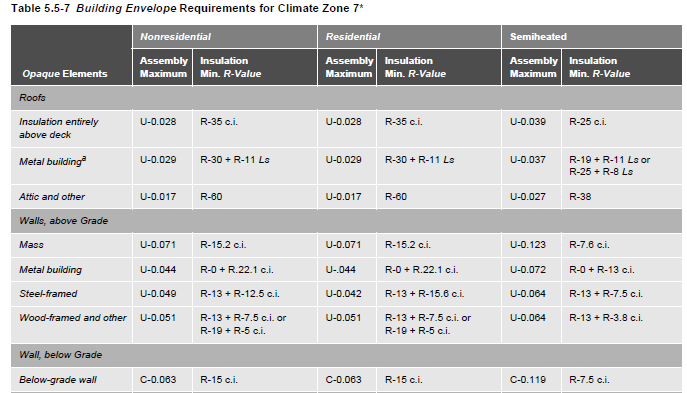 Table 5.5-7 Building Envelope Requirements for Climate Zone 7*
Nonresidential Residential Semiheated
Opaque Elements Assembly Maximum Insulation Min. R-Value Assembly Maximum Insulation Min. R-Value Assembly Maximum Insulation Min. R-Value
Roofs
Insulation entirely above deck U-0.028 R-35 c.i. U-0.028 R-35 c.i. U-0.039 R-25 c.i.
Metal buildingᵃ U-0.029 R-30 + R-11 Ls U-0.029 R-30 + R-11 Ls U-0.037 R-19 + R-11 Ls or R-25 + R-8 Ls
Attic and other U-0.017 R-60 U-0.017 R-60 U-0.027 R-38
Walls, above Grade
Mass U-0.071 R-15.2 c.i. U-0.071 R-15.2 c.i. U-0.123 R-7.6 c.i.
Metal building U-0.044 R-0 + R.22.1 c.i. U-.044 R-0 + R.22.1 c.i. U-0.072 R-0 + R-13 c.i.
Steel-framed U-0.049 R-13 + R-12.5 c.i. U-0.042 R-13 + R-15.6 c.i. U-0.064 R-13 + R-7.5 c.i.
Wood-framed and other U-0.051 R-13 + R-7.5 c.i. or R-19 + R-5 c.i. U-0.051 R-13 + R-7.5 c.i. or R-19 + R-5 c.i. U-0.064 R-13 + R-3.8 c.i.
Wall, below Grade
Below-grade wall C-0.063 R-15 c.i. C-0.063 R-15 c.i. C-0.119 R-7.5 c.i.